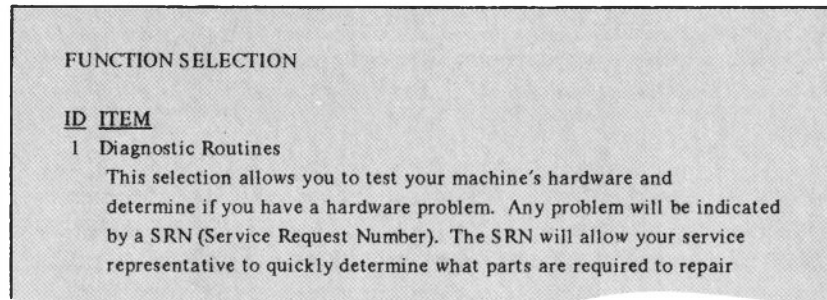 FUNCTION SELECTION
ID ITEM
1 Diagnostic Routines
This selection allows you to test your machine's hardware and
determine if you have a hardware problem. Any problem will be indicated
by a SRN (Service Request Number). The SRN will allow your service
representative to quickly determine what parts are required to repair